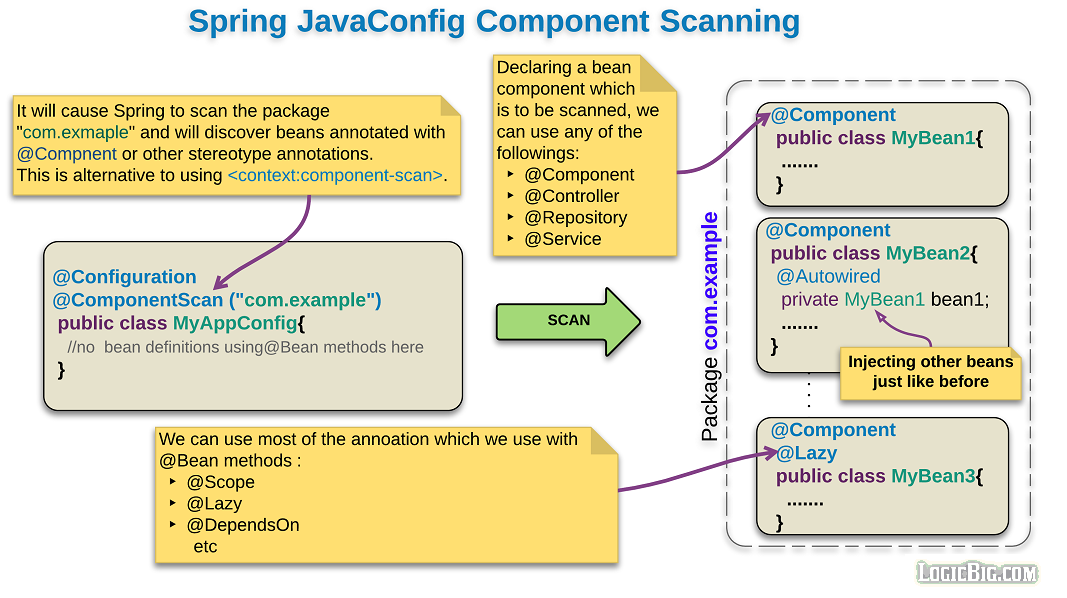 Spring JavaConfig Component Scanning
It will cause Spring to scan the package
"com.exmaple" and will discover beans annotated with
@Compnent or other stereotype annotations.
This is alternative to using <context:component-scan>.
@Configuration
@ComponentScan ("com.example")
public class MyAppConfig{
//no bean definitions using@Bean methods here
}
Declaring a bean
component which
is to be scanned, we
can use any of the
followings:
‣ @Component
‣ @Controller
‣ @Repository
‣ @Service
SCAN
We can use most of the annoation which we use with
@Bean methods :
‣ @Scope
‣ @Lazy
‣ @DependsOn
etc
Package com.example
@Component
public class MyBean1{
.......
}
@Component
public class MyBean2{
@Autowired
private MyBean1 bean1;
.......
}
Injecting other beans
just like before
@Component
@Lazy
public class MyBean3{
.......
}
LogicBig.com